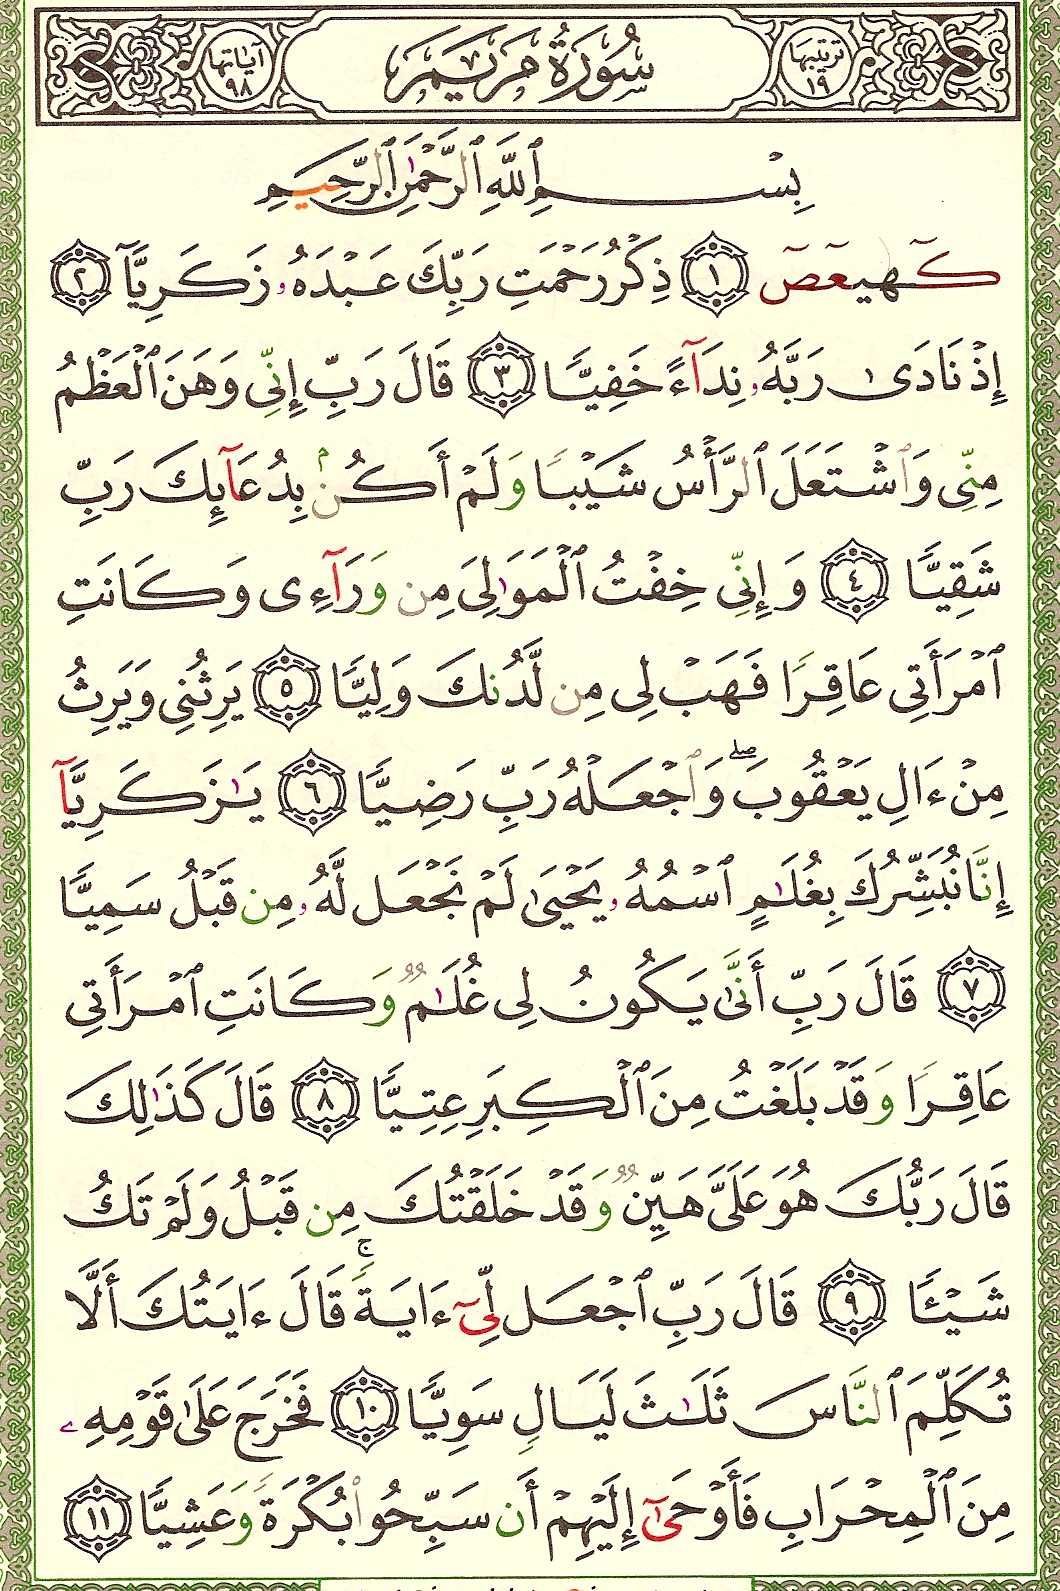 ترتيبها ١٩ سُورَةُ مَرْيَمَ آياتها ٩٨
بِسْمِ ٱللَّهِ ٱلرَّحْمَٰنِ ٱلرَّحِيمِ
كٓهيعٓصٓ ١ ذِكْرُ رَحْمَتِ رَبِّكَ عَبْدَهُۥ زَكَرِيَّآ ٢
إِذْ نَادَىٰ رَبَّهُۥ نِدَآءً خَفِيًّا ٣ قَالَ رَبِّ إِنِّى وَهَنَ ٱلْعَظْمُ
مِنِّى وَٱشْتَعَلَ ٱلرَّأْسُ شَيْبًا وَلَمْ أَكُنۢ بِدُعَآئِكَ رَبِّ
شَقِيًّا ٤ وَإِنِّى خِفْتُ ٱلْمَوَٰلِىَ مِن وَرَآءِى وَكَانَتِ
ٱمْرَأَتِى عَاقِرًا فَهَبْ لِى مِن لَّدُنكَ وَلِيًّا ٥ يَرِثُنِى وَيَرِثُ
مِنْ ءَالِ يَعْقُوبَ ۖ وَٱجْعَلْهُ رَبِّ رَضِيًّا ٦ يَٰزَكَرِيَّآ
إِنَّا نُبَشِّرُكَ بِغُلَٰمٍ ٱسْمُهُۥ يَحْيَىٰ لَمْ نَجْعَل لَّهُۥ مِن قَبْلُ سَمِيًّا
٧ قَالَ رَبِّ أَنَّىٰ يَكُونُ لِى غُلَٰمٌ وَكَانَتِ ٱمْرَأَتِى
عَاقِرًا وَقَدْ بَلَغْتُ مِنَ ٱلْكِبَرِ عِتِيًّا ٨ قَالَ كَذَٰلِكَ
قَالَ رَبُّكَ هُوَ عَلَىَّ هَيِّنٌ وَقَدْ خَلَقْتُكَ مِن قَبْلُ وَلَمْ تَكُ
شَيْـًٔا ٩ قَالَ رَبِّ ٱجْعَل لِّىٓ ءَايَةً ۚ قَالَ ءَايَتُكَ أَلَّا
تُكَلِّمَ ٱلنَّاسَ ثَلَٰثَ لَيَالٍ سَوِيًّا ١٠ فَخَرَجَ عَلَىٰ قَوْمِهِۦ
مِنَ ٱلْمِحْرَابِ فَأَوْحَىٰٓ إِلَيْهِمْ أَن سَبِّحُوا۟ بُكْرَةً وَعَشِيًّا ١١